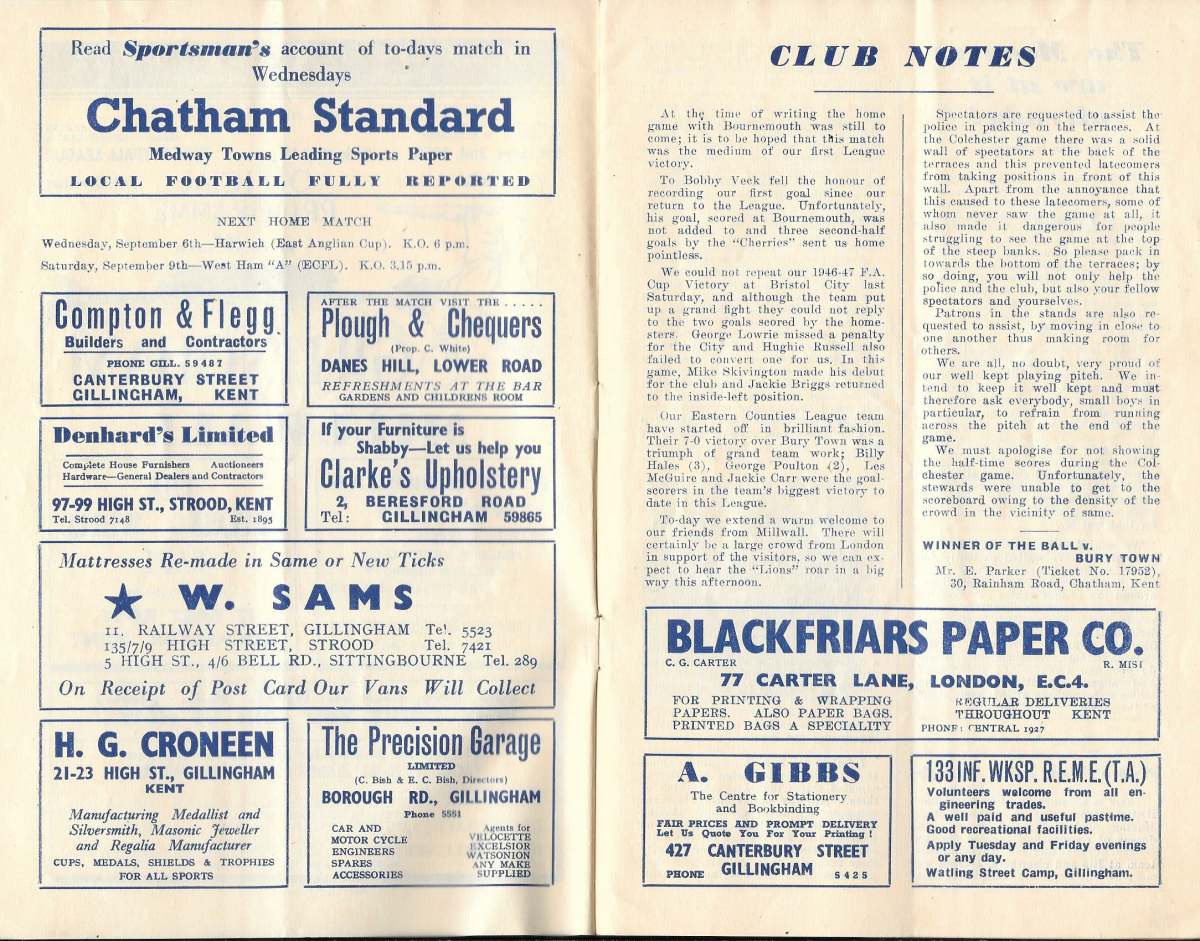 Read Sportsman's account of to-days match in
Wednesdays
Chatham Standard
Medway Towns Leading Sports Paper
LOCAL FOOTBALL FULLY REPORTED
NEXT HOME MATCH
Wednesday, September 6th—Harwich (East Anglian Cup). K.O. 6 p.m.
Saturday, September 9th—West Ham "A" (ECFL). K.O. 3.15 p.m.
Compton & Flegg
Builders and Contractors
PHONE GILL. 59487
CANTERBURY STREET
GILLINGHAM, KENT
AFTER THE MATCH VISIT THE . . . . .
Plough & Chequers
(Prop. C. White)
DANES HILL, LOWER ROAD
REFRESHMENTS AT THE BAR
GARDENS AND CHILDRENS ROOM
Denhard's Limited
Complete House Furnishers Auctioneers
Hardware—General Dealers and Contractors
97-99 HIGH ST., STROOD, KENT
Tel. Strood 7148 Est. 1895
If your Furniture is
Shabby—Let us help you
Clarke's Upholstery
2, BERESFORD ROAD
Tel: GILLINGHAM 59865
Mattresses Re-made in Same or New Ticks
W. SAMS
11, RAILWAY STREET, GILLINGHAM Tel. 5523
135/7/9 HIGH STREET, STROOD Tel. 7421
5 HIGH ST., 4/6 BELL RD., SITTINGBOURNE Tel. 289
On Receipt of Post Card Our Vans Will Collect
H. G. CRONEEN
21-23 HIGH ST., GILLINGHAM
KENT
Manufacturing Medallist and
Silversmith, Masonic Jeweller
and Regalia Manufacturer
CUPS, MEDALS, SHIELDS & TROPHIES
FOR ALL SPORTS
The Precision Garage
LIMITED
(C. Bish & E. C. Bish, Directors)
BOROUGH RD., GILLINGHAM
Phone 5551
CAR AND
MOTOR CYCLE
ENGINEERS
SPARES
ACCESSORIES
Agents for
VELOCETTE
EXCELSIOR
WATSONION
ANY MAKE
SUPPLIED
CLUB NOTES
At the time of writing the home
game with Bournemouth was still to
come; it is to be hoped that this match
was the medium of our first League
victory.
To Bobby Veck fell the honour of
recording our first goal since our
return to the League. Unfortunately,
his goal, scored at Bournemouth, was
not added to and three second-half
goals by the "Cherries" sent us home
pointless.
We could not repeat our 1946-47 F.A.
Cup Victory at Bristol City last
Saturday, and although the team put
up a grand fight they could not reply
to the two goals scored by the home-
sters. George Lowrie missed a penalty
for the City and Hughie Russell also
failed to convert one for us. In this
game, Mike Skivington made his debut
for the club and Jackie Briggs returned
to the inside-left position.
Our Eastern Counties League team
have started off in brilliant fashion.
Their 7-0 victory over Bury Town was a
triumph of grand team work; Billy
Hales (3), George Poulton (2), Les
McGuire and Jackie Carr were the goal-
scorers in the team's biggest victory to
date in this League.
To-day we extend a warm welcome to
our friends from Millwall. There will
certainly be a large crowd from London
in support of the visitors, so we can ex-
pect to hear the "Lions" roar in a big
way this afternoon.
Spectators are requested to assist the
police in packing on the terraces. At
the Colchester game there was a solid
wall of spectators at the back of the
terraces and this prevented latecomers
from taking positions in front of this
wall. Apart from the annoyance that
this caused to these latecomers, some of
whom never saw the game at all, it
also made it dangerous for people
struggling to see the game at the top
of the steep banks. So please pack in
towards the bottom of the terraces; by
so doing, you will not only help the
police and the club, but also your fellow
spectators and yourselves.
Patrons in the stands are also re-
quested to assist, by moving in close to
one another thus making room for
others.
We are all, no doubt, very proud of
our well kept playing pitch. We in-
tend to keep it well kept and must
therefore ask everybody, small boys in
particular, to refrain from running
across the pitch at the end of the
game.
We must apologise for not showing
the half-time scores during the Col-
chester game. Unfortunately, the
stewards were unable to get to the
scoreboard owing to the density of the
crowd in the vicinity of same.
WINNER OF THE BALL v.
BURY TOWN
Mr. E. Parker (Ticket No. 17952),
30, Rainham Road, Chatham, Kent
BLACKFRIARS PAPER CO.
C. G. CARTER R. MIST
77 CARTER LANE, LONDON, E.C.4.
FOR PRINTING & WRAPPING
PAPERS. ALSO PAPER BAGS.
PRINTED BAGS A SPECIALITY
REGULAR DELIVERIES
THROUGHOUT KENT
PHONE: CENTRAL 1927
A. GIBBS
The Centre for Stationery
and Bookbinding
FAIR PRICES AND PROMPT DELIVERY
Let Us Quote You For Your Printing !
427 CANTERBURY STREET
PHONE GILLINGHAM 5425
133 INF. WKSP. R.E.M.E. (T.A.)
Volunteers welcome from all en-
gineering trades.
A well paid and useful pastime.
Good recreational facilities.
Apply Tuesday and Friday evenings
or any day.
Watling Street Camp, Gillingham.